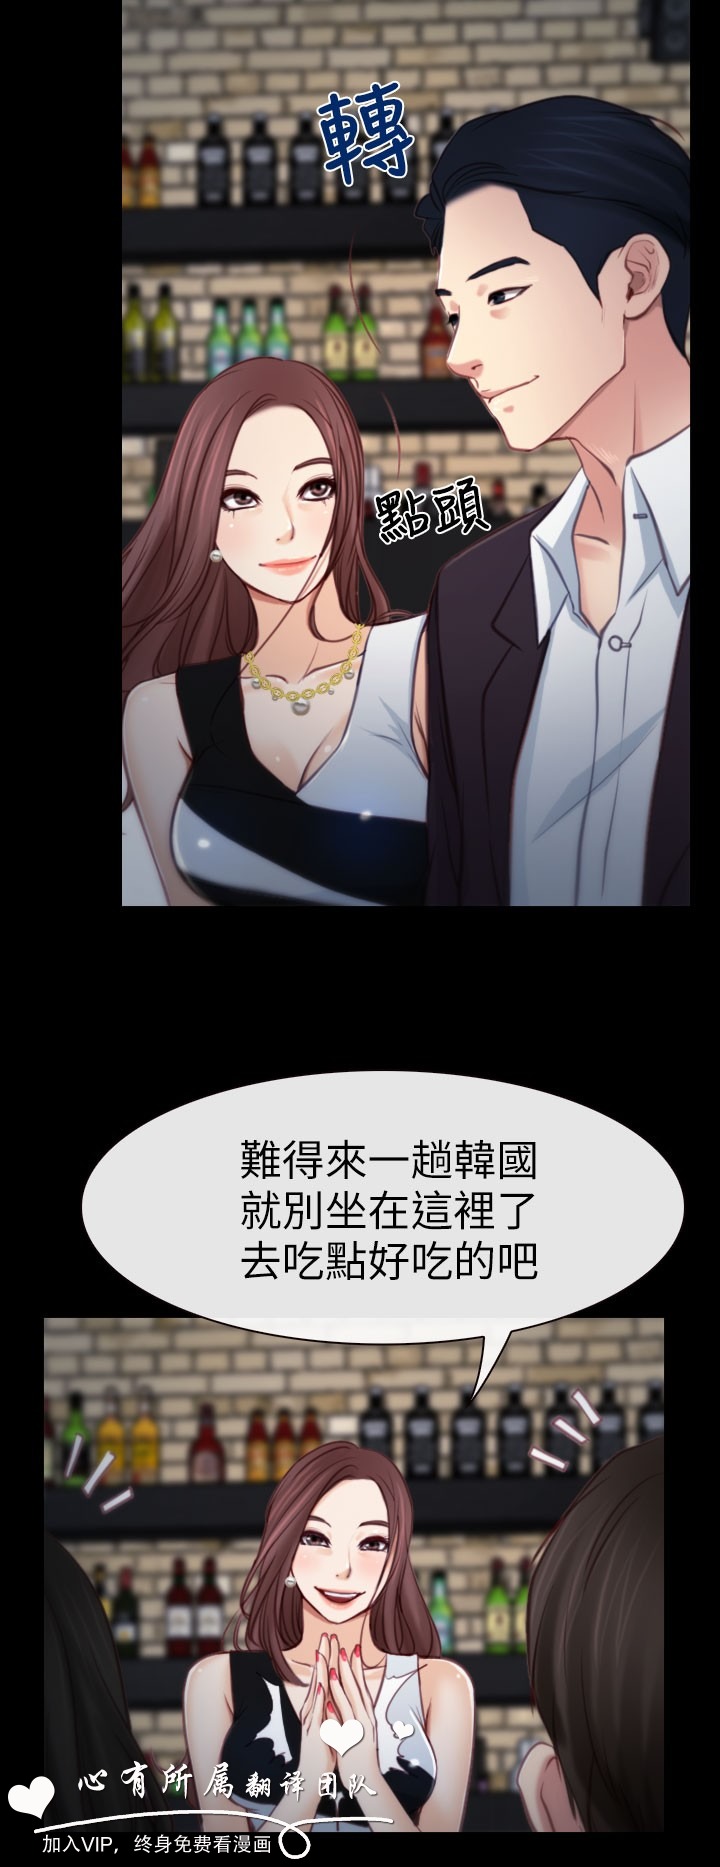 轉
點頭
難得來一趟韓國
就別坐在這裡了
去吃點好吃的吧
心有所属翻译团队
加入VIP，终身免费看漫画